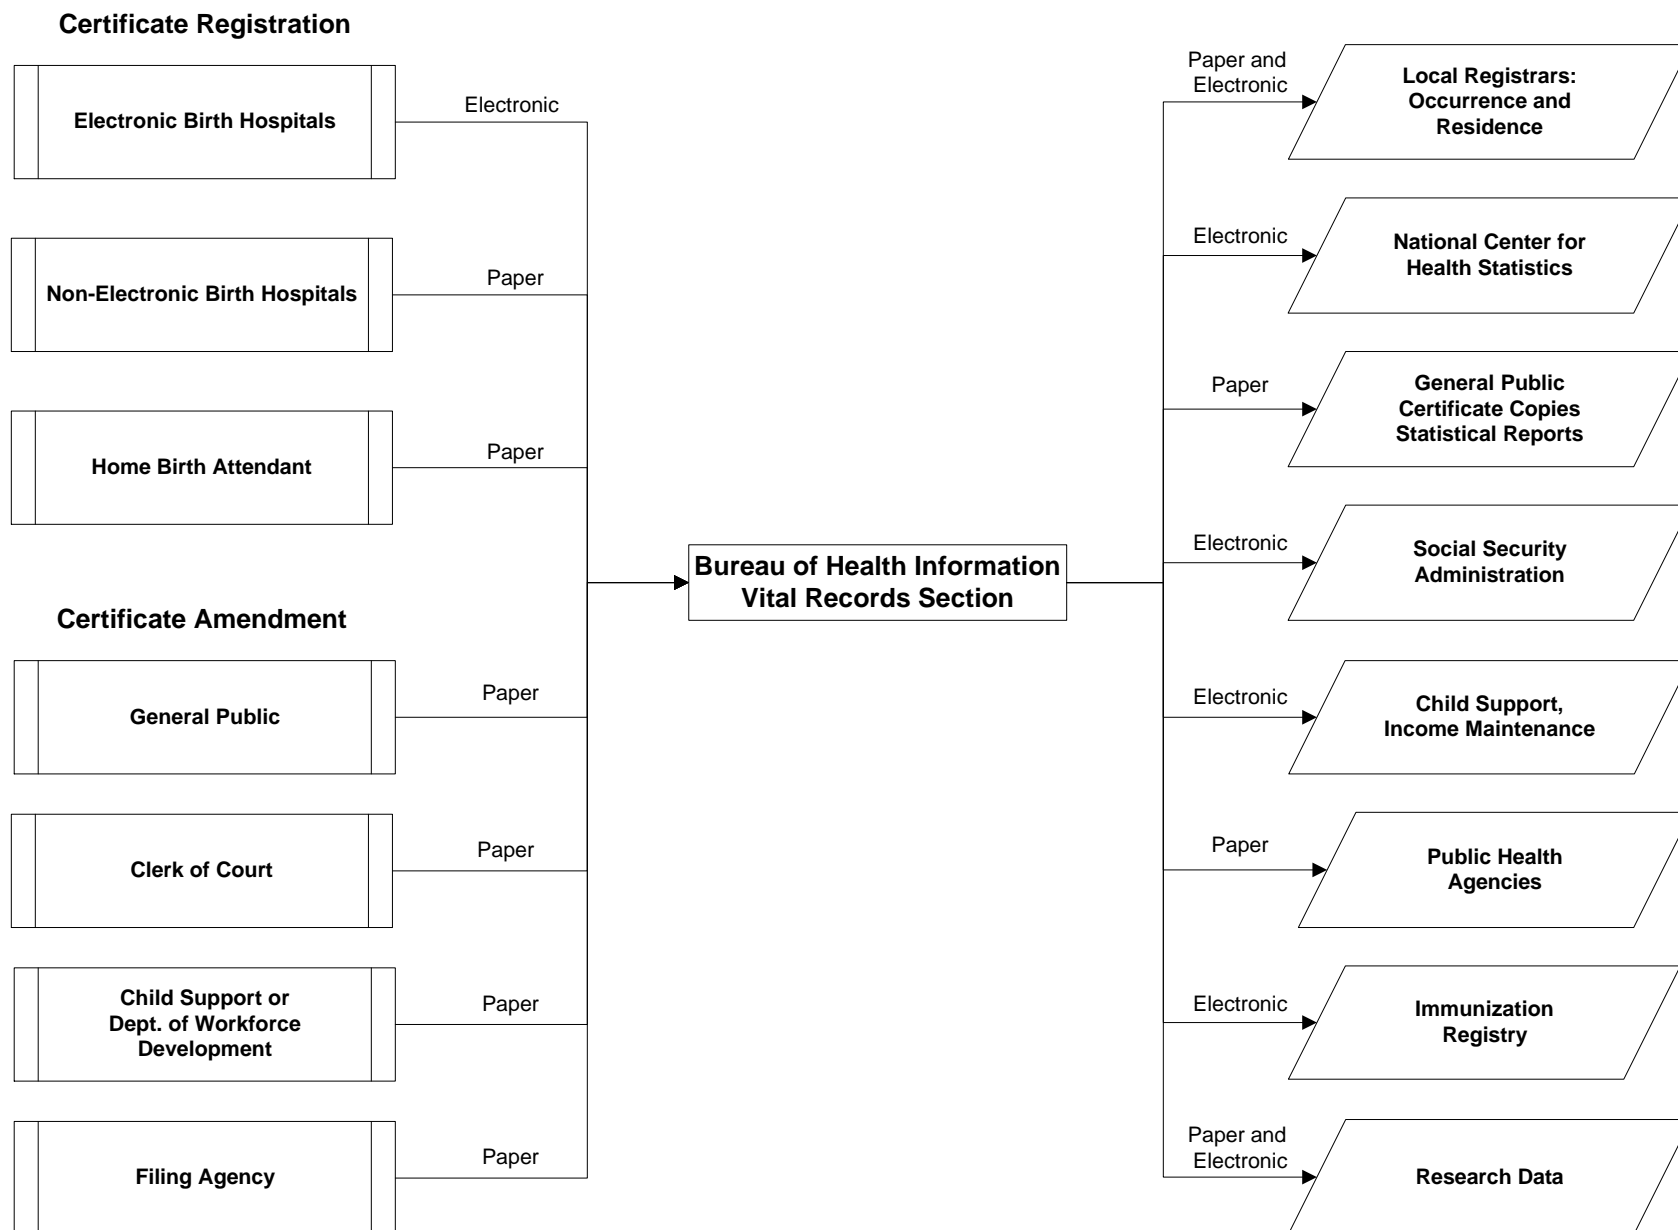 Certificate Registration
Electronic Birth Hospitals
Electronic
Non-Electronic Birth Hospitals
Paper
Home Birth Attendant
Paper
Certificate Amendment
General Public
Paper
Clerk of Court
Paper
Child Support or
Dept. of Workforce
Development
Paper
Filing Agency
Paper
Bureau of Health Information
Vital Records Section
Paper and
Electronic
Local Registrars:
Occurrence and
Residence
Electronic
National Center for
Health Statistics
Paper
General Public
Certificate Copies
Statistical Reports
Electronic
Social Security
Administration
Electronic
Child Support,
Income Maintenance
Paper
Public Health
Agencies
Electronic
Immunization
Registry
Paper and
Electronic
Research Data